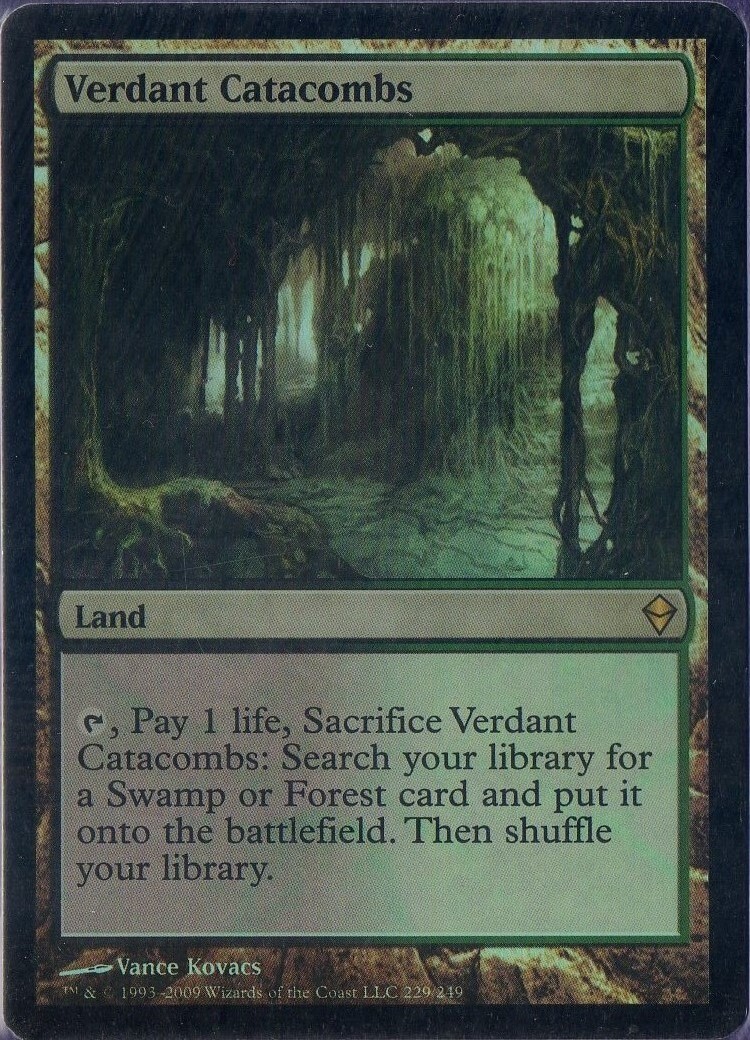 Verdant Catacombs
Land
, Pay 1 life, Sacrifice Verdant
Catacombs: Search your library for
a Swamp or Forest card and put it
onto the battlefield. Then shuffle
your library.
Vance Kovacs
™ & © 1993-2009 Wizards of the Coast LLC 229/249